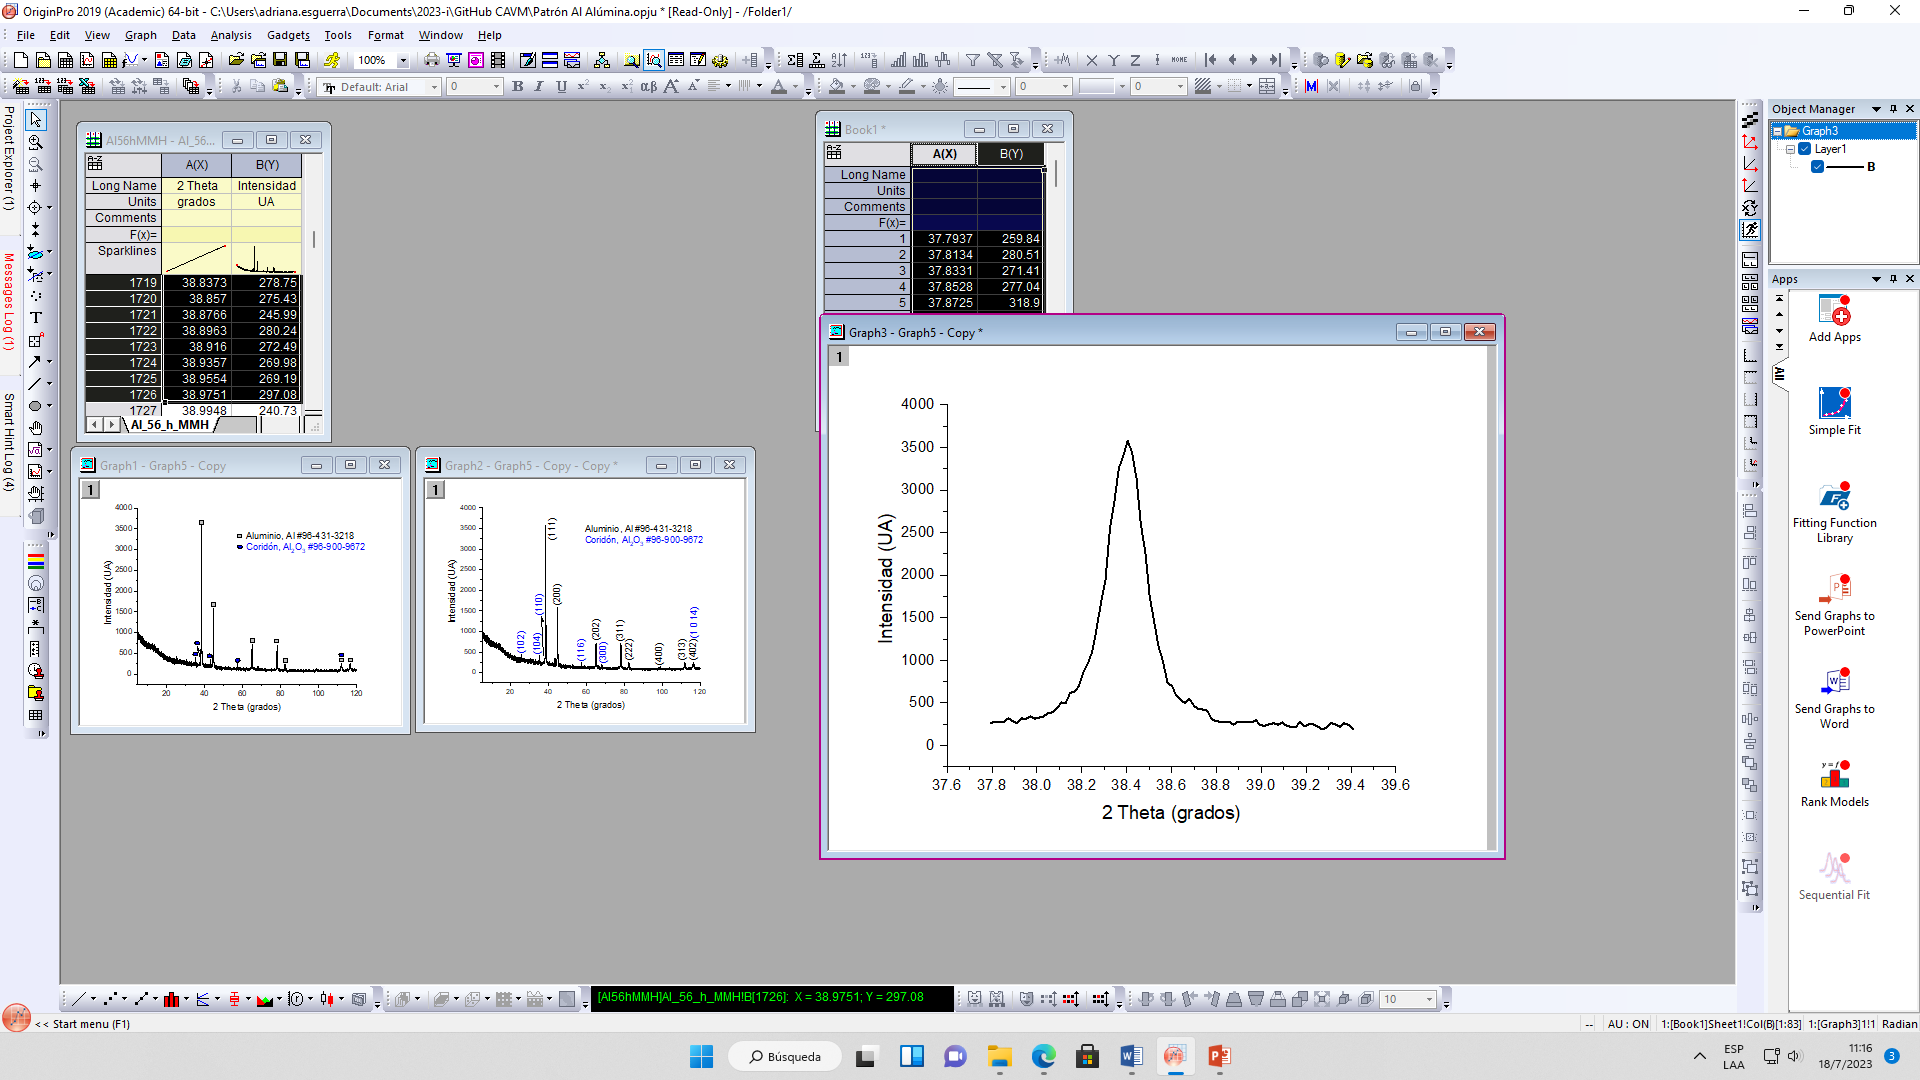 OriginPro 2019 (Academic) 64-bit - C:\Users\adriana.esguerra\Documents\2023-i\GitHub CAVM\Patrón Al Alúmina.opju * [Read-Only] - /Folder1/
File Edit View Graph Data Analysis Gadgets Tools Format Window Help
100%
Default: Arial 0 B I U αβ A A 0 0
Project Explorer (1)
Messages Log (1)
Smart Hint Log (4)
Al56hMMH - Al_56...
A(X) B(Y)
Long Name 2 Theta Intensidad
Units grados UA
Comments
F(x)=
Sparklines
1719 38.8373 278.75
1720 38.857 275.43
1721 38.8766 245.99
1722 38.8963 280.24
1723 38.916 272.49
1724 38.9357 269.98
1725 38.9554 269.19
1726 38.9751 297.08
1727 38.9948 240.73
Al_56_h_MMH
Book1 *
A(X) B(Y)
Long Name
Units
Comments
F(x)=
1 37.7937 259.84
2 37.8134 280.51
3 37.8331 271.41
4 37.8528 277.04
5 37.8725 318.9
Graph1 - Graph5 - Copy
1
4000
3500
3000
2500
2000
1500
1000
500
0
20 40 60 80 100 120
Intensidad (UA)
2 Theta (grados)
Aluminio, Al #96-431-3218
Coridón, Al2O3 #96-900-9672
Graph2 - Graph5 - Copy - Copy *
1
4000
3500
3000
2500
2000
1500
1000
500
0
20 40 60 80 100 120
Intensidad (UA)
2 Theta (grados)
Aluminio, Al #96-431-3218
Coridón, Al2O3 #96-900-9672
(102) (104) (110) (111) (200) (116) (202) (300) (311) (222) (400) (313) (402) (1 0 14)
Graph3 - Graph5 - Copy *
1
4000
3500
3000
2500
2000
1500
1000
500
0
37.6 37.8 38.0 38.2 38.4 38.6 38.8 39.0 39.2 39.4 39.6
Intensidad (UA)
2 Theta (grados)
Object Manager
Graph3
Layer1
B
Apps
All
Add Apps
Simple Fit
Fitting Function
Library
Send Graphs to
PowerPoint
Send Graphs to
Word
Rank Models
Sequential Fit
[Al56hMMH]Al_56_h_MMH!B[1726]: X = 38.9751; Y = 297.08
10
<< Start menu (F1)
-- AU : ON 1:[Book1]Sheet1!Col(B)[1:83] 1:[Graph3]1!1 Radian
Búsqueda
ESP
LAA
11:16
18/7/2023
3